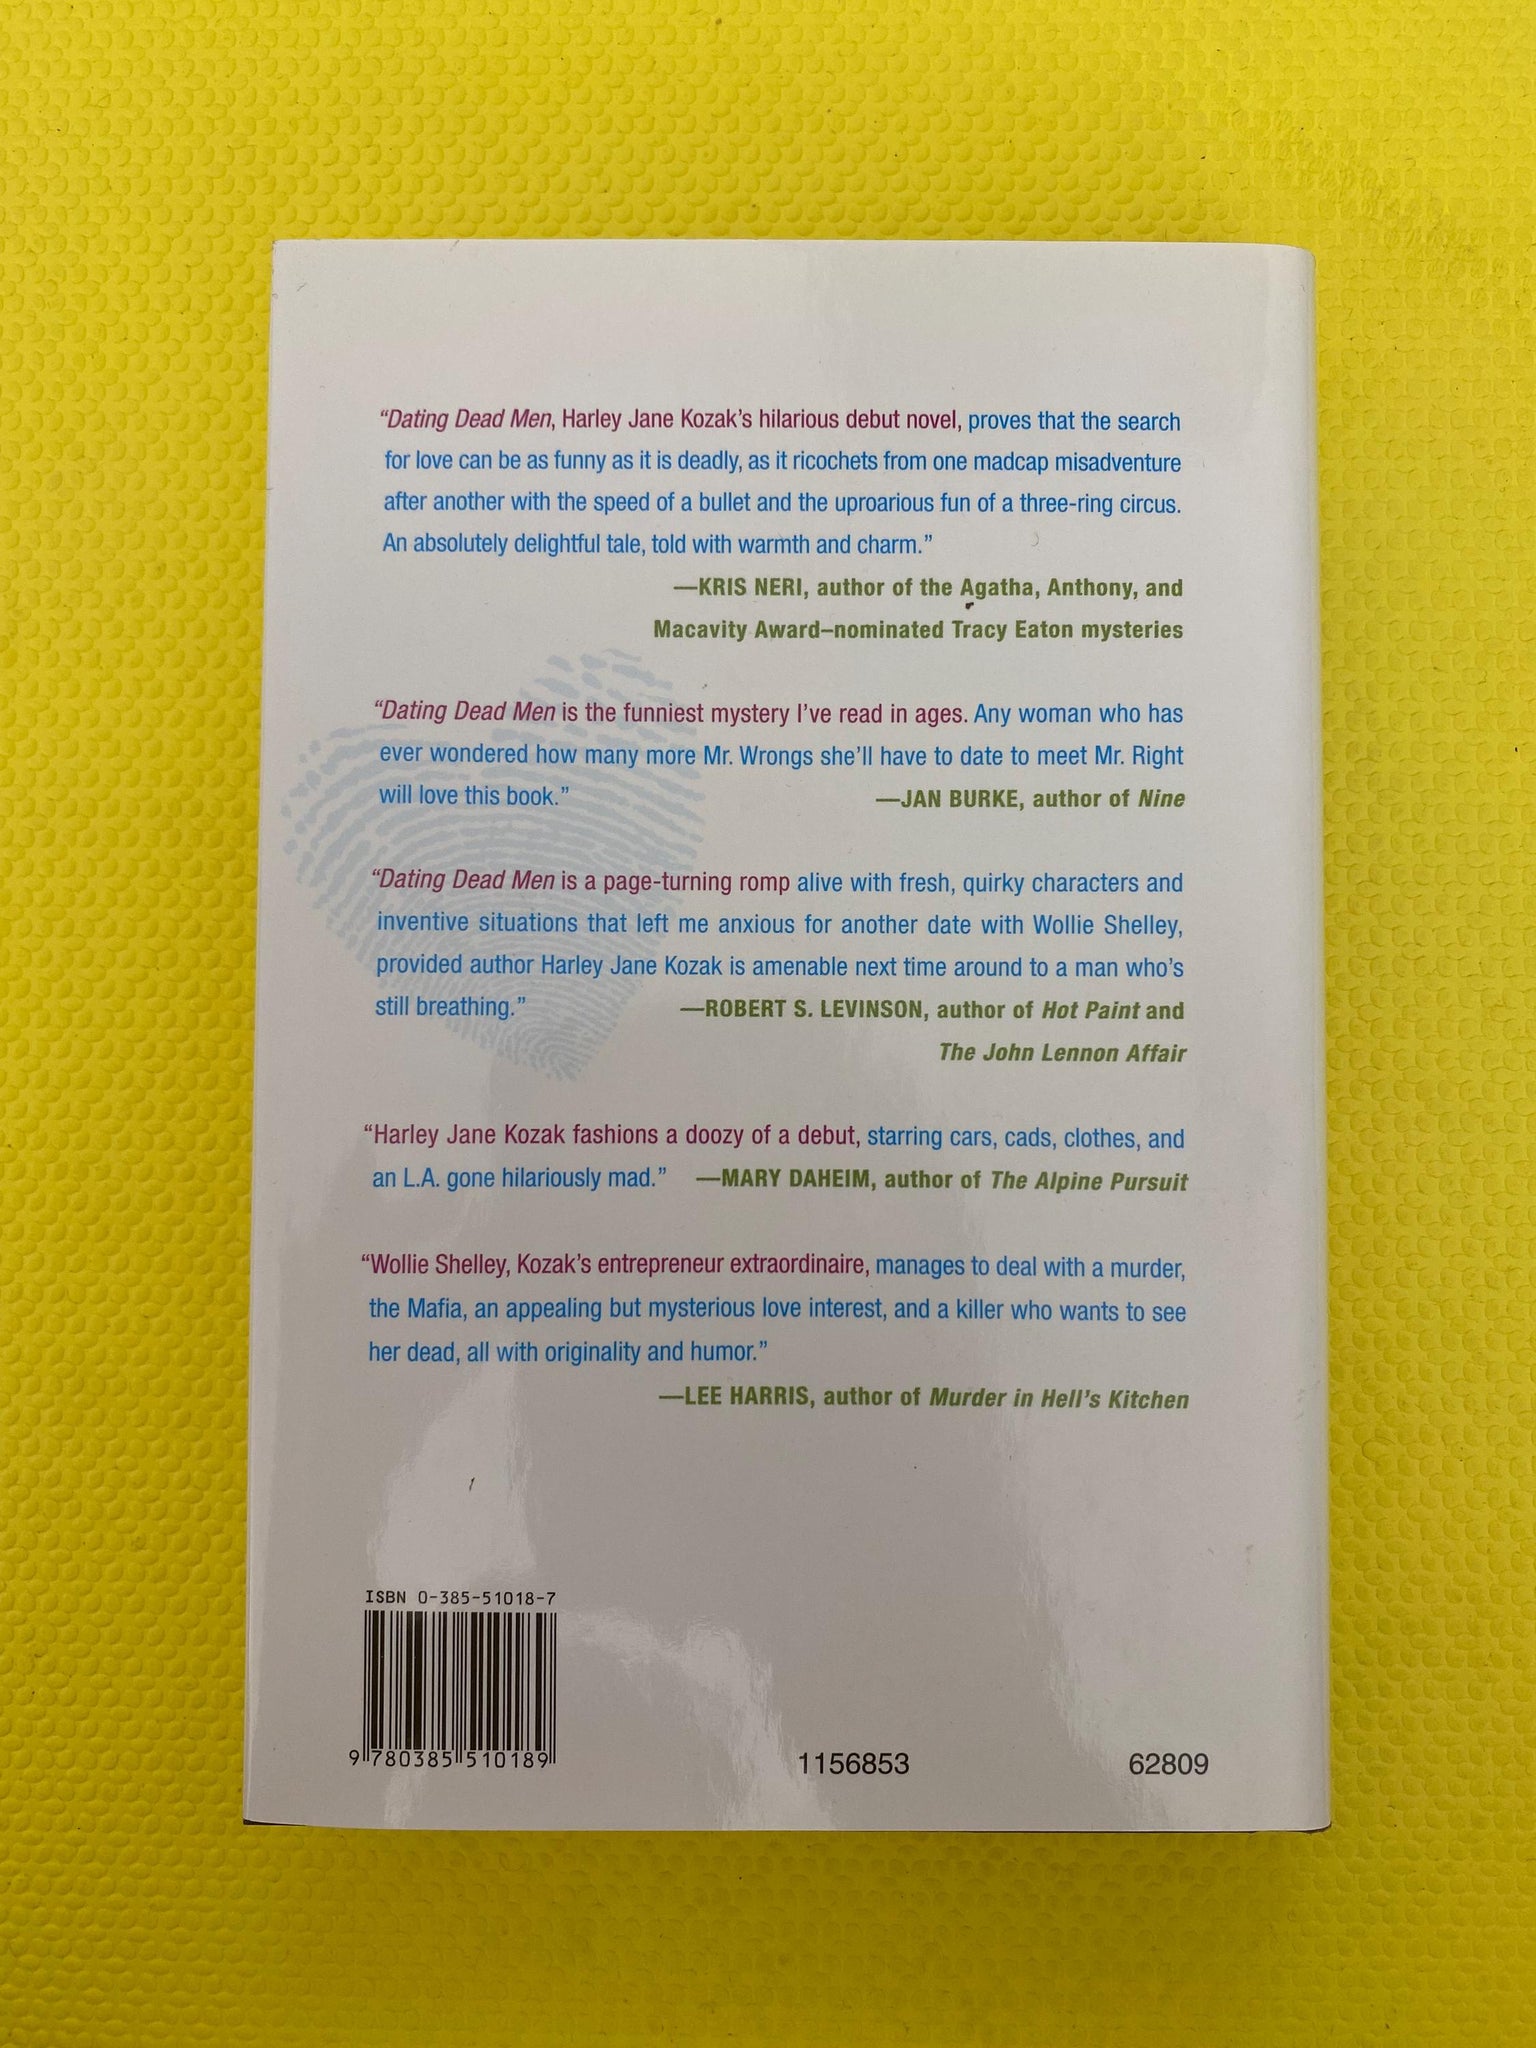 “Dating Dead Men, Harley Jane Kozak’s hilarious debut novel, proves that the search
for love can be as funny as it is deadly, as it ricochets from one madcap misadventure
after another with the speed of a bullet and the uproarious fun of a three-ring circus.
An absolutely delightful tale, told with warmth and charm.”
—KRIS NERI, author of the Agatha, Anthony, and
Macavity Award–nominated Tracy Eaton mysteries
“Dating Dead Men is the funniest mystery I’ve read in ages. Any woman who has
ever wondered how many more Mr. Wrongs she’ll have to date to meet Mr. Right
will love this book.” —JAN BURKE, author of Nine
“Dating Dead Men is a page-turning romp alive with fresh, quirky characters and
inventive situations that left me anxious for another date with Wollie Shelley,
provided author Harley Jane Kozak is amenable next time around to a man who’s
still breathing.” —ROBERT S. LEVINSON, author of Hot Paint and
The John Lennon Affair
“Harley Jane Kozak fashions a doozy of a debut, starring cars, cads, clothes, and
an L.A. gone hilariously mad.” —MARY DAHEIM, author of The Alpine Pursuit
“Wollie Shelley, Kozak’s entrepreneur extraordinaire, manages to deal with a murder,
the Mafia, an appealing but mysterious love interest, and a killer who wants to see
her dead, all with originality and humor.”
—LEE HARRIS, author of Murder in Hell’s Kitchen
ISBN 0-385-51018-7
9 780385 510189
1156853 62809